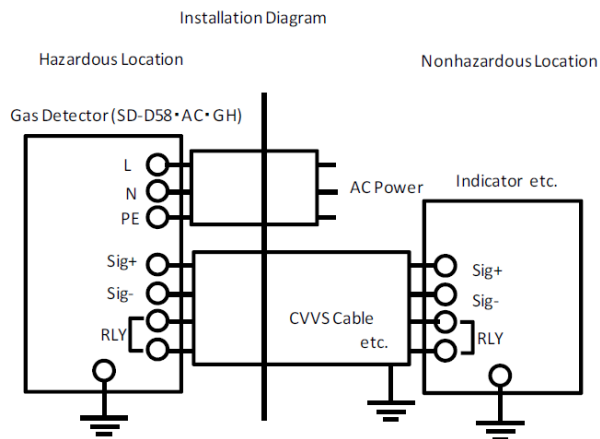 Installation Diagram
Hazardous Location
Nonhazardous Location
Gas Detector (SD-D58・AC・GH)
L
N
PE
AC Power
Indicator etc.
Sig+
Sig-
RLY
CVVS Cable
etc.
Sig+
Sig-
RLY